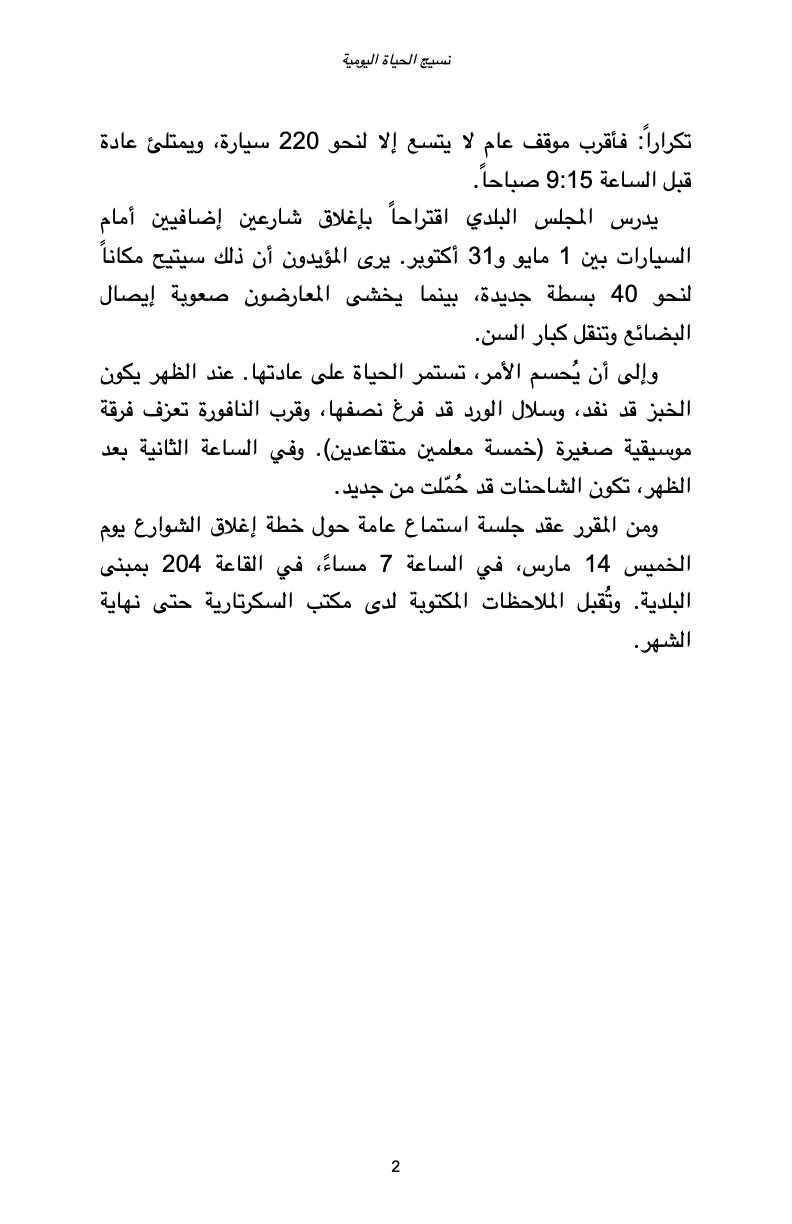 نسيج الحياة اليومية
تكراراً: فأقرب موقف عام لا يتسع إلا لنحو 220 سيارة، ويمتلئ عادة
قبل الساعة 9:15 صباحاً.
يدرس المجلس البلدي اقتراحاً بإغلاق شارعين إضافيين أمام
السيارات بين 1 مايو و31 أكتوبر. يرى المؤيدون أن ذلك سيتيح مكاناً
لنحو 40 بسطة جديدة، بينما يخشى المعارضون صعوبة إيصال
البضائع وتنقل كبار السن.
وإلى أن يُحسم الأمر، تستمر الحياة على عادتها. عند الظهر يكون
الخبز قد نفد، وسلال الورد قد فرغ نصفها، وقرب النافورة تعزف فرقة
موسيقية صغيرة (خمسة معلمين متقاعدين). وفي الساعة الثانية بعد
الظهر، تكون الشاحنات قد حُمّلت من جديد.
ومن المقرر عقد جلسة استماع عامة حول خطة إغلاق الشوارع يوم
الخميس 14 مارس، في الساعة 7 مساءً، في القاعة 204 بمبنى
البلدية. وتُقبل الملاحظات المكتوبة لدى مكتب السكرتارية حتى نهاية
الشهر.
2